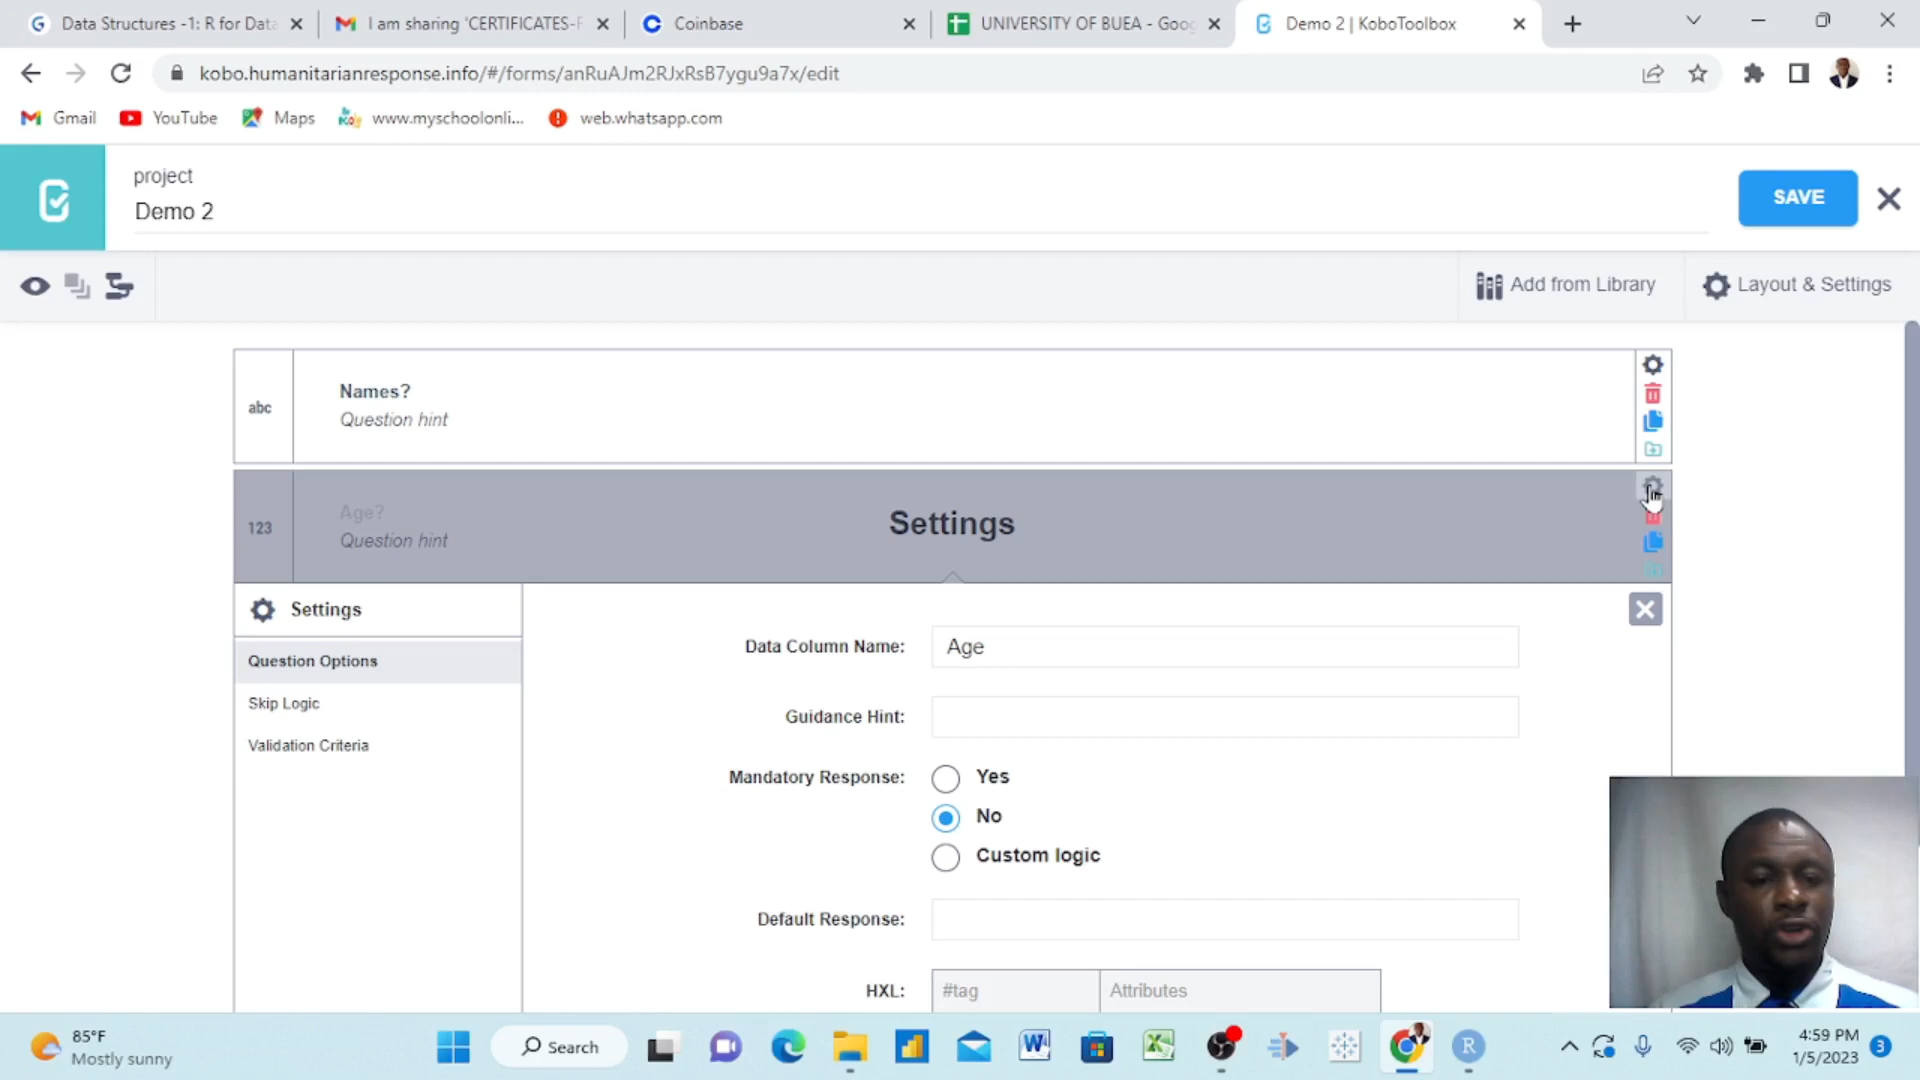 Data Structures -1: R for Data
I am sharing 'CERTIFICATES-F
Coinbase
UNIVERSITY OF BUEA - Goog
Demo 2 | KoboToolbox
kobo.humanitarianresponse.info/#/forms/anRuAJm2RJxRsB7ygu9a7x/edit
Gmail
YouTube
Maps
www.myschoolonli...
web.whatsapp.com
project
Demo 2
SAVE
Add from Library
Layout & Settings
abc
Names?
Question hint
123
Age?
Question hint
Settings
Settings
Question Options
Skip Logic
Validation Criteria
Data Column Name:
Age
Guidance Hint:
Mandatory Response:
Yes
No
Custom logic
Default Response:
HXL:
#tag
Attributes
85°F
Mostly sunny
Search
4:59 PM
1/5/2023
3